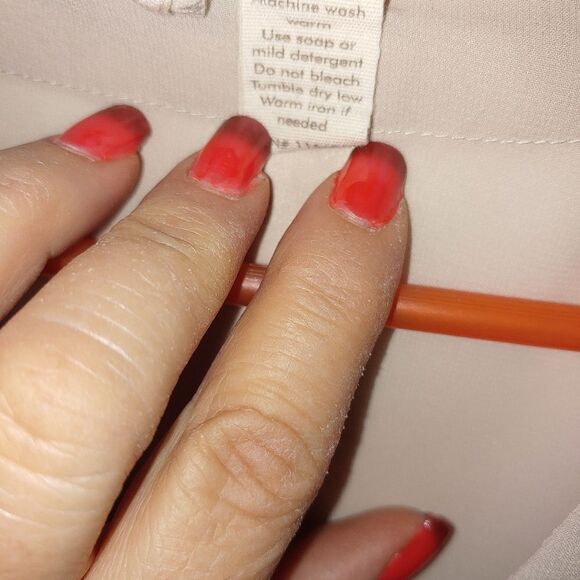 Machine wash
warm
Use soap or
mild detergent
Do not bleach
Tumble dry low
Warm iron if
needed